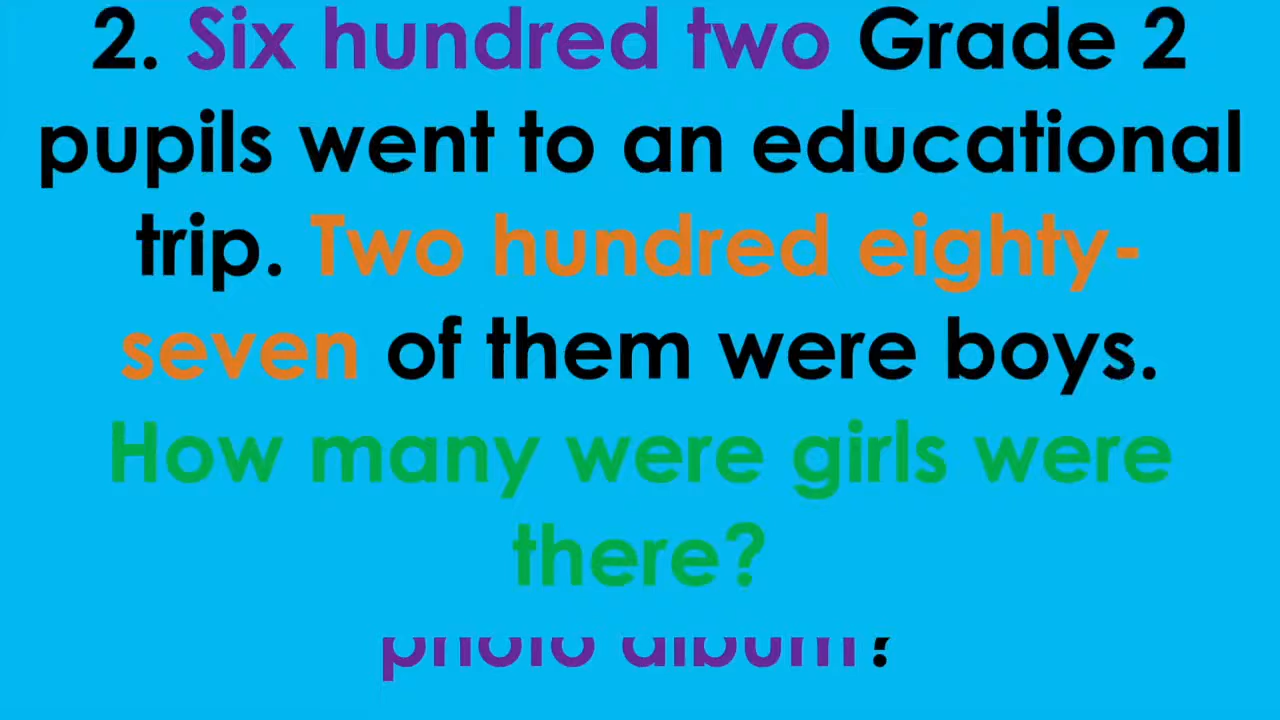 2. Six hundred two Grade 2
pupils went to an educational
trip. Two hundred eighty-
seven of them were boys.
How many were girls were
there?
photo album?